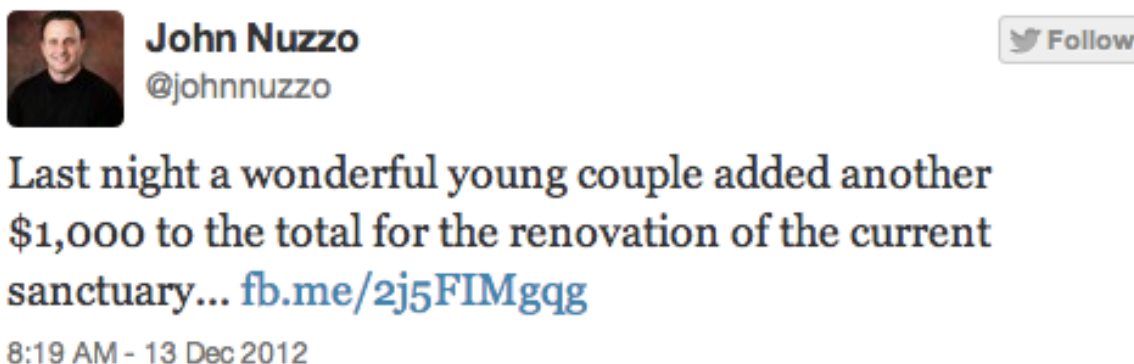 John Nuzzo
Follow
@johnnuzzo
Last night a wonderful young couple added another
$1,000 to the total for the renovation of the current
sanctuary... fb.me/2j5FIMgqg
8:19 AM - 13 Dec 2012